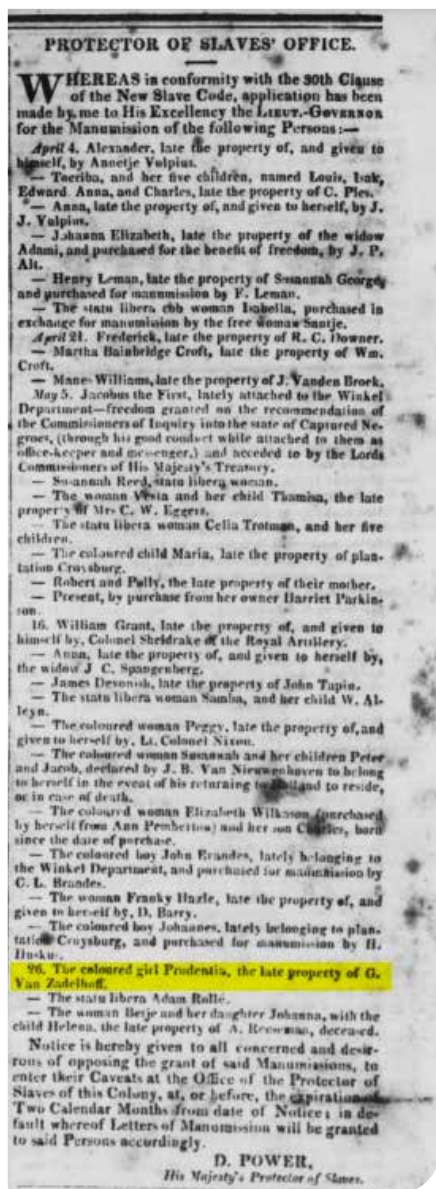 PROTECTOR OF SLAVES' OFFICE.
WHEREAS in conformity with the 30th Clause
of the New Slave Code, application has been
made by me to His Excellency the LIEUT.-GOVERNOR
for the Manumission of the following Persons:—
April 4. Alexander, late the property of, and given to
himself, by Annetje Vulpius.
— Toeriba, and her five children, named Louis, Isak,
Edward, Anna, and Charles, late the property of C. Ples.
— Anna, late the property of, and given to herself, by J.
J. Vulpius.
— Johanna Elizabeth, late the property of the widow
Adami, and purchased for the benefit of freedom, by J. P.
Alt.
— Henry Leman, late the property of Susannah George,
and purchased for manumission by F. Leman.
— The statu libera cbb woman Isabella, purchased in
exchange for manumission by the free woman Santje.
April 21. Frederick, late the property of R. C. Downer.
— Martha Bainbridge Croft, late the property of Wm.
Croft.
— Mane Williams, late the property of J. Vanden Broek.
May 5. Jacobus the First, lately attached to the Winkel
Department—freedom granted on the recommendation of
the Commissioners of Inquiry into the state of Captured Ne-
groes, (through his good conduct while attached to them as
office-keeper and messenger,) and acceded to by the Lords
Commissioners of His Majesty's Treasury.
— Susannah Reed, statu libera woman.
— The womann Vesta and her child Thamisa, the late
property of Mrs C. W. Eggers.
— The statu libera woman Celia Trotman, and her five
children.
— The coloured child Maria, late the property of plan-
tation Cruysburg.
— Robert and Polly, the late property of their mother.
— Present, by purchase from her owner Harriet Parkin-
son.
16. William Grant, late the property of, and given to
himself by, Colonel Sheldrake of the Royal Artillery.
— Anna, late the property of, and given to herself by,
the widow J C. Spangenberg.
— James Devonish, late the property of John Tapin.
— The statu libera woman Samba, and her child W. Al-
leyn.
— The coloured woman Peggy, late the property of, and
given to herself by, Lt. Colonel Nixon.
— The coloured woman Susannah and her children Peter
and Jacob, declared by J. B. Van Nieuwenhoven to belong
to herself in the event of his returning to Holland to reside,
or in case of death.
— The coloured woman Elizabeth Wilkason (purchased
by herself from Ann Pemberton) and her son Charles, born
since the date of purchase.
— The coloured boy John Brandes, lately belonging to
the Winkel Department, and purchased for manumission by
C. L. Brandes.
— The woman Franky Hazle, late the property of, and
given to herself by, D. Barry.
— The coloured boy Johannes, lately belonging to plan-
tation Cruysburg, and purchased for manumission by H.
26. The coloured girl Prudentia, the late property of G.
Van Zadelhoff.
— The statu libera Adam Rolle.
— The woman Betje and her daughter Johanna, with the
child Helena, the late property of A. deceased.
Notice is hereby given to all concerned and desir-
rous of opposing the grant of said Manumissions, to
enter their Caveats at the Office of the Protector of
Slaves of this Colony, at, or before, the expiration of
Two Calendar Months from date of Notice; in de-
fault whereof Letters of Manumission will be granted
to said Persons accordingly.
D. POWER,
His Majesty's Protector of Slaves.